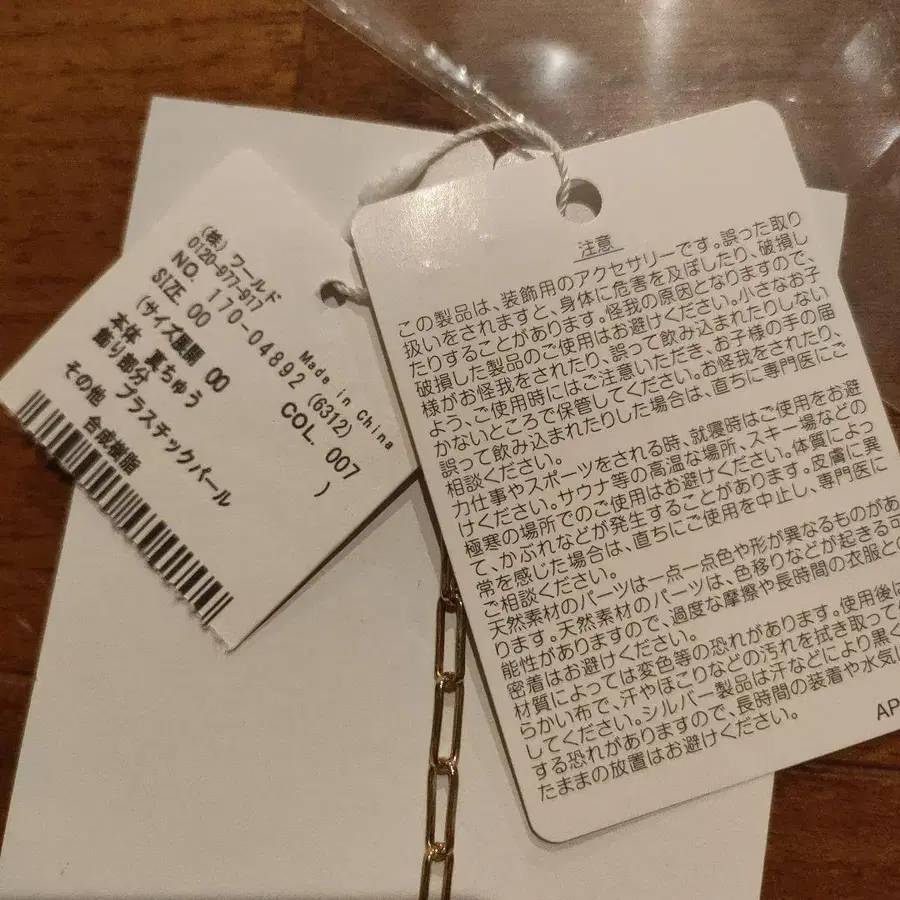 (株) ワールド
0120-977-917
NO. 170-04892 (6312)
SIZE 00 COL. 007
(サイズ展開 00 )
本体 真ちゅう
飾り部分 プラスチックパール
その他 合成樹脂
Made in China
注意
この製品は、装飾用のアクセサリーです。誤った取り
扱いをされますと、身体に危害を及ぼしたり、破損し
たりすることがあります。怪我の原因となりますので、
破損した製品のご使用はお避けください。小さなお子
様がお怪我をされたり、誤って飲み込まれたりしない
よう、ご使用時にはご注意いただき、お子様の手の届
かないところで保管してください。お怪我をされたり、
誤って飲み込まれたりした場合は、直ちに専門医にご
相談ください。
力仕事やスポーツをされる時、就寝時はご使用をお避
けください。サウナ等の高温な場所、スキー場などの
極寒の場所でのご使用はお避けください。体質によっ
て、かぶれなどが発生することがあります。皮膚に異
常を感じた場合は、直ちにご使用を中止し、専門医に
ご相談ください。
天然素材のパーツは一点一点色や形が異なるものがあ
ります。天然素材のパーツは、色移りなどが起きる可
能性がありますので、過度な摩擦や長時間の衣服との
密着はお避けください。
材質によっては変色等の恐れがあります。使用後は
らかい布で、汗やほこりなどの汚れを拭き取って
してください。シルバー製品は汗などにより黒く
する恐れがありますので、長時間の装着や水気に
たままの放置はお避けください。
AP